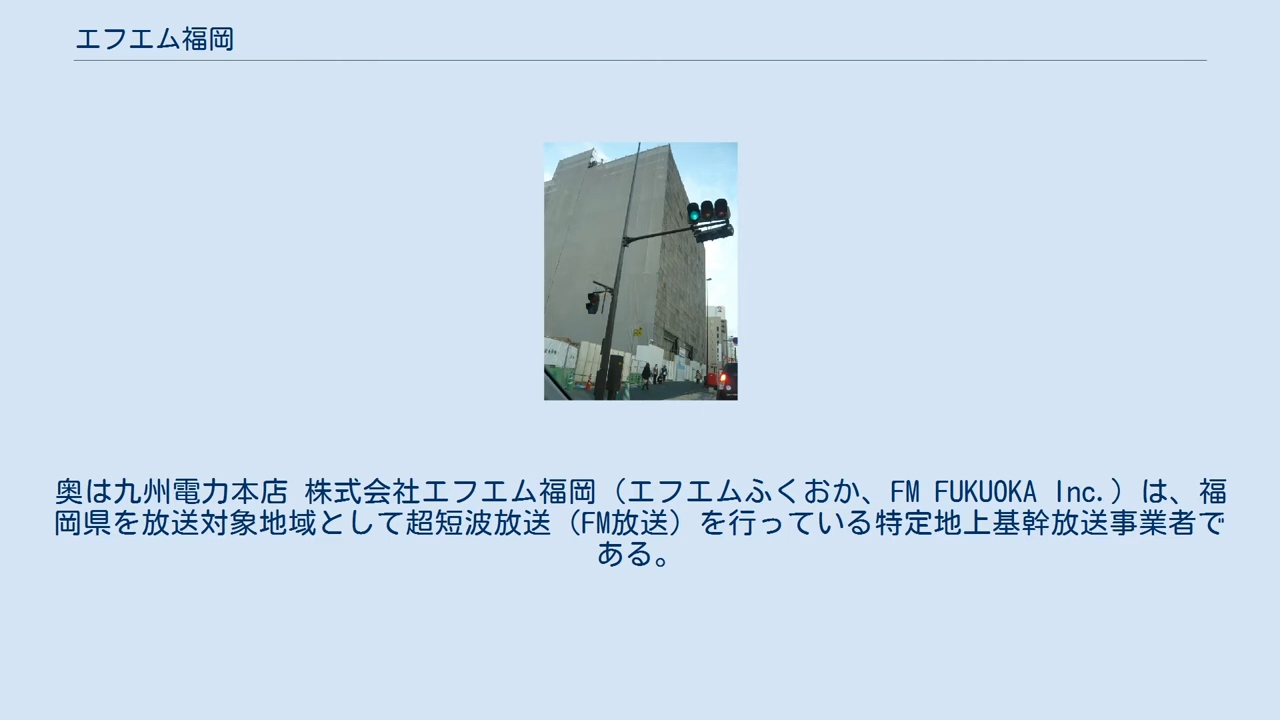 エフエム福岡
奥は九州電力本店 株式会社エフエム福岡（エフエムふくおか、FM FUKUOKA Inc.）は、福
岡県を放送対象地域として超短波放送（FM放送）を行っている特定地上基幹放送事業者で
ある。